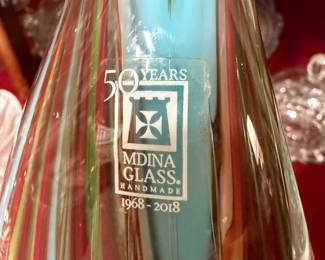 50 YEARS
MDINA
GLASS®
HANDMADE
1968 - 2018